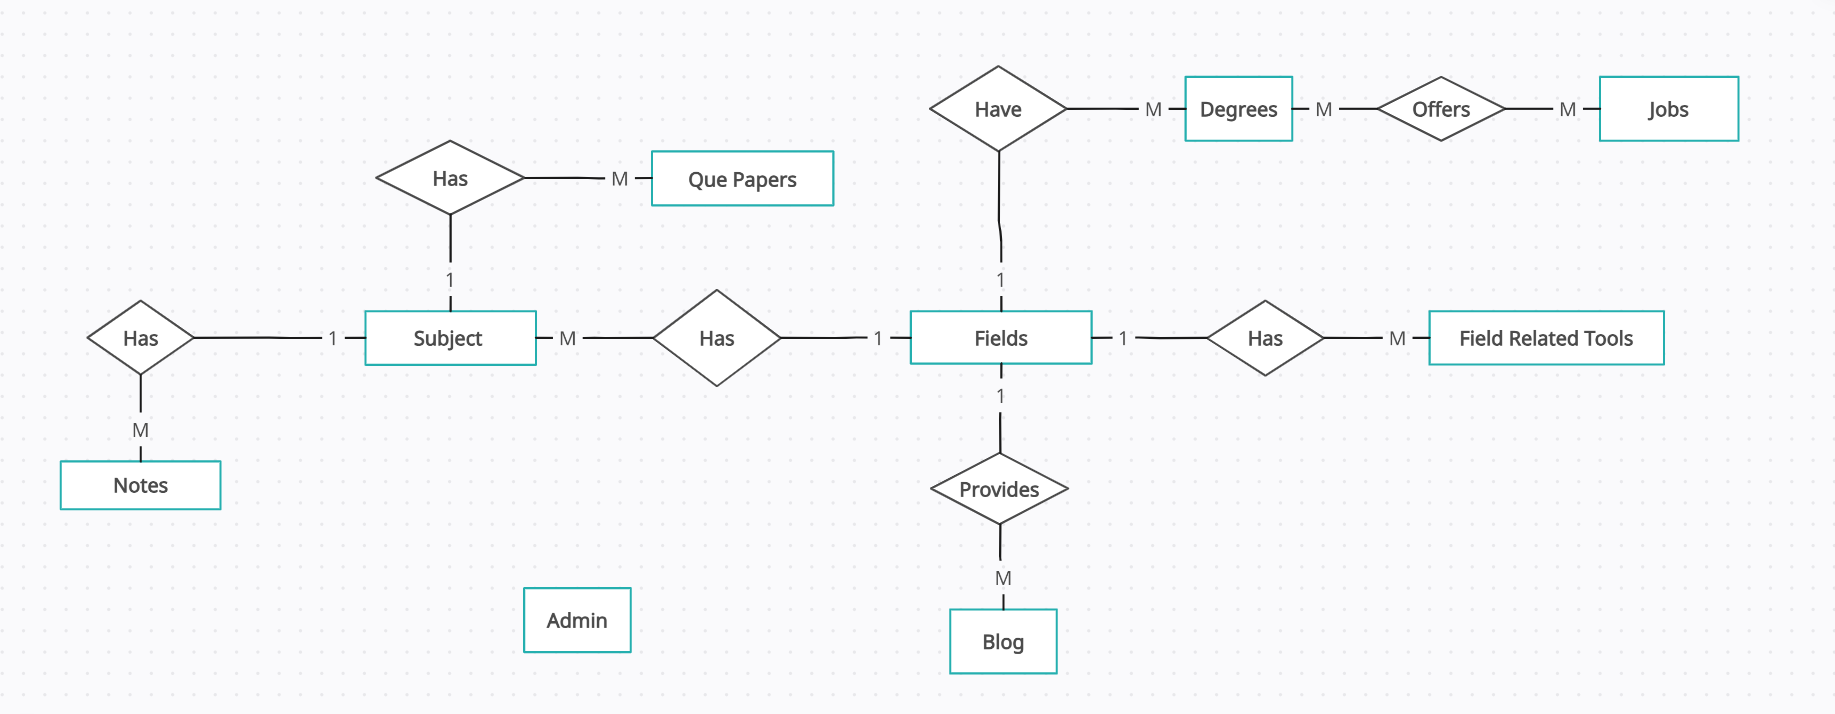 Have
M
Degrees
M
Offers
M
Jobs
Has
M
Que Papers
1
1
Has
1
Subject
M
Has
1
Fields
1
Has
M
Field Related Tools
1
M
Notes
Provides
M
Admin
Blog